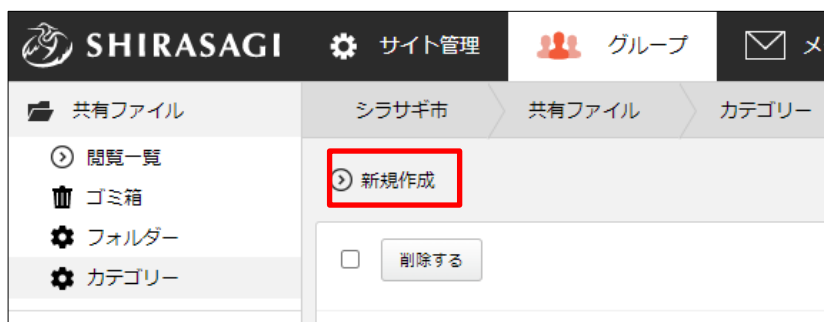 SHIRASAGI サイト管理 グループ メ
共有ファイル
シラサギ市 共有ファイル カテゴリー
閲覧一覧
新規作成
ゴミ箱
フォルダー
削除する
カテゴリー